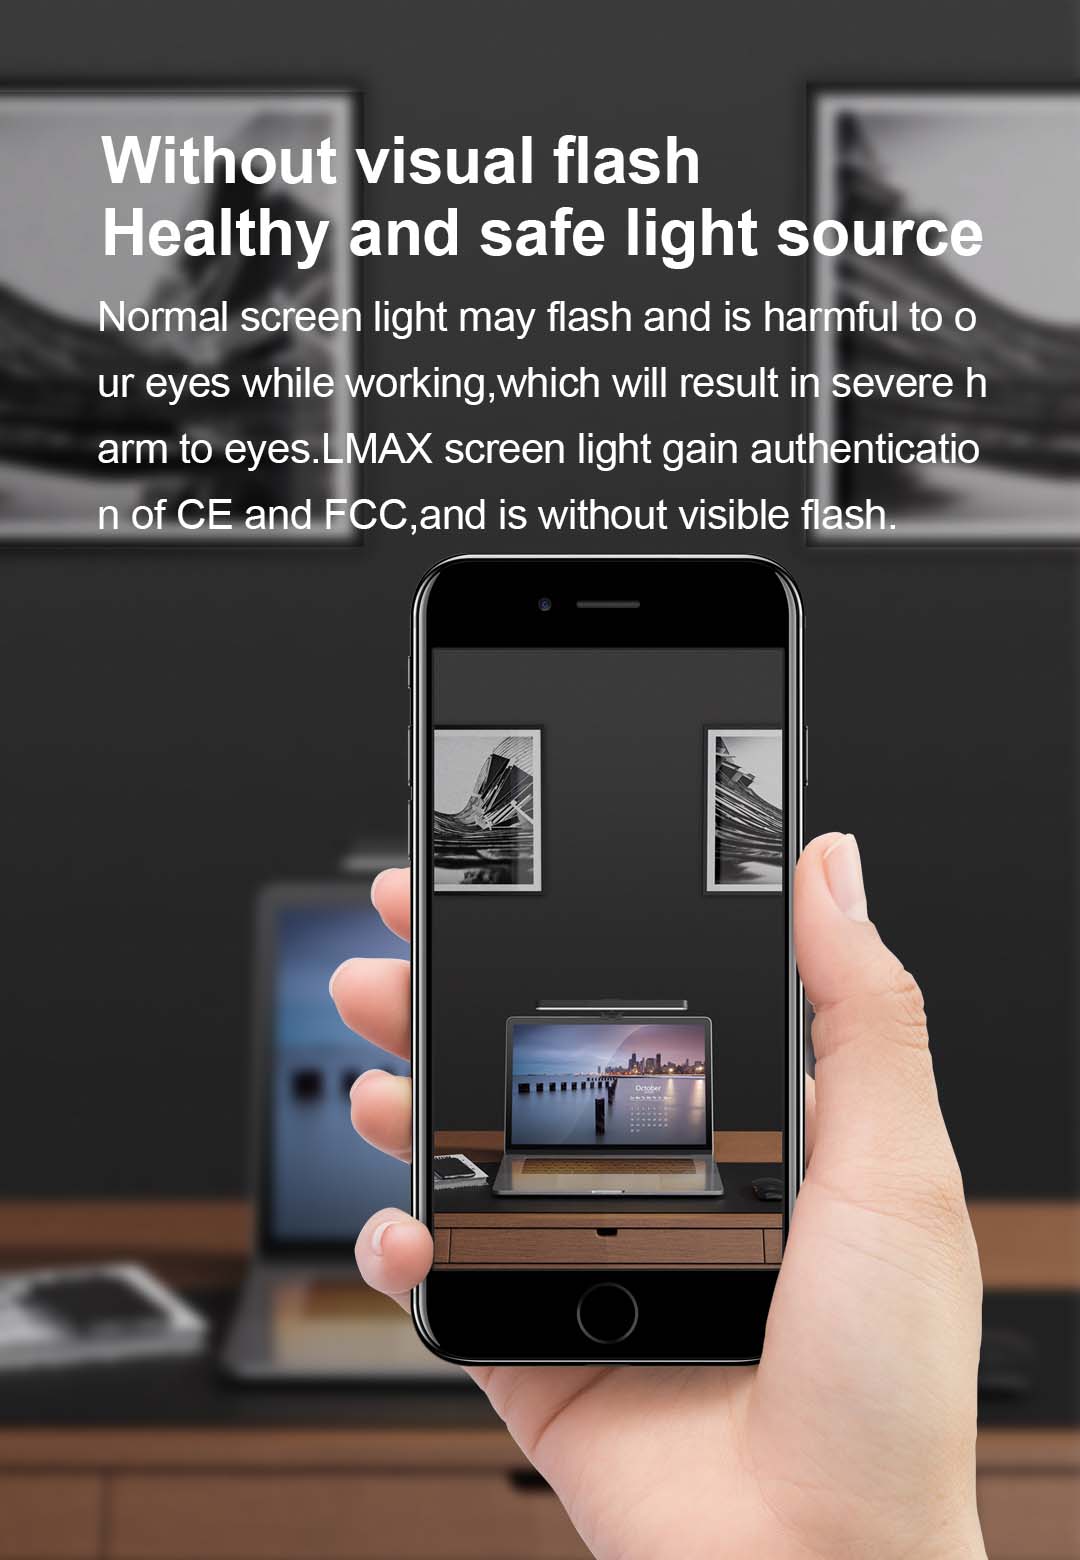 Without visual flash
Healthy and safe light source
Normal screen light may flash and is harmful to o
ur eyes while working,which will result in severe h
arm to eyes.LMAX screen light gain authenticatio
n of CE and FCC,and is without visible flash.
October